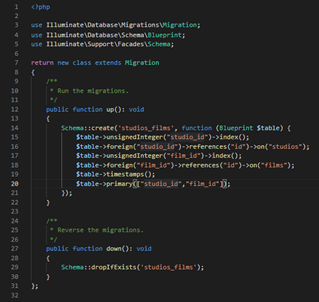 1 <?php
2
3 use Illuminate\Database\Migrations\Migration;
4 use Illuminate\Database\Schema\Blueprint;
5 use Illuminate\Support\Facades\Schema;
6
7 return new class extends Migration
8 {
9 /**
10 * Run the migrations.
11 */
12 public function up(): void
13 {
14 Schema::create('studios_films', function (Blueprint $table) {
15 $table->unsignedInteger("studio_id")->index();
16 $table->foreign("studio_id")->references("id")->on("studios");
17 $table->unsignedInteger("film_id")->index();
18 $table->foreign("film_id")->references("id")->on("films");
19 $table->timestamps();
20 $table->primary(["studio_id","film_id"]);
21 });
22 }
23
24 /**
25 * Reverse the migrations.
26 */
27 public function down(): void
28 {
29 Schema::dropIfExists('studios_films');
30 }
31 };
32